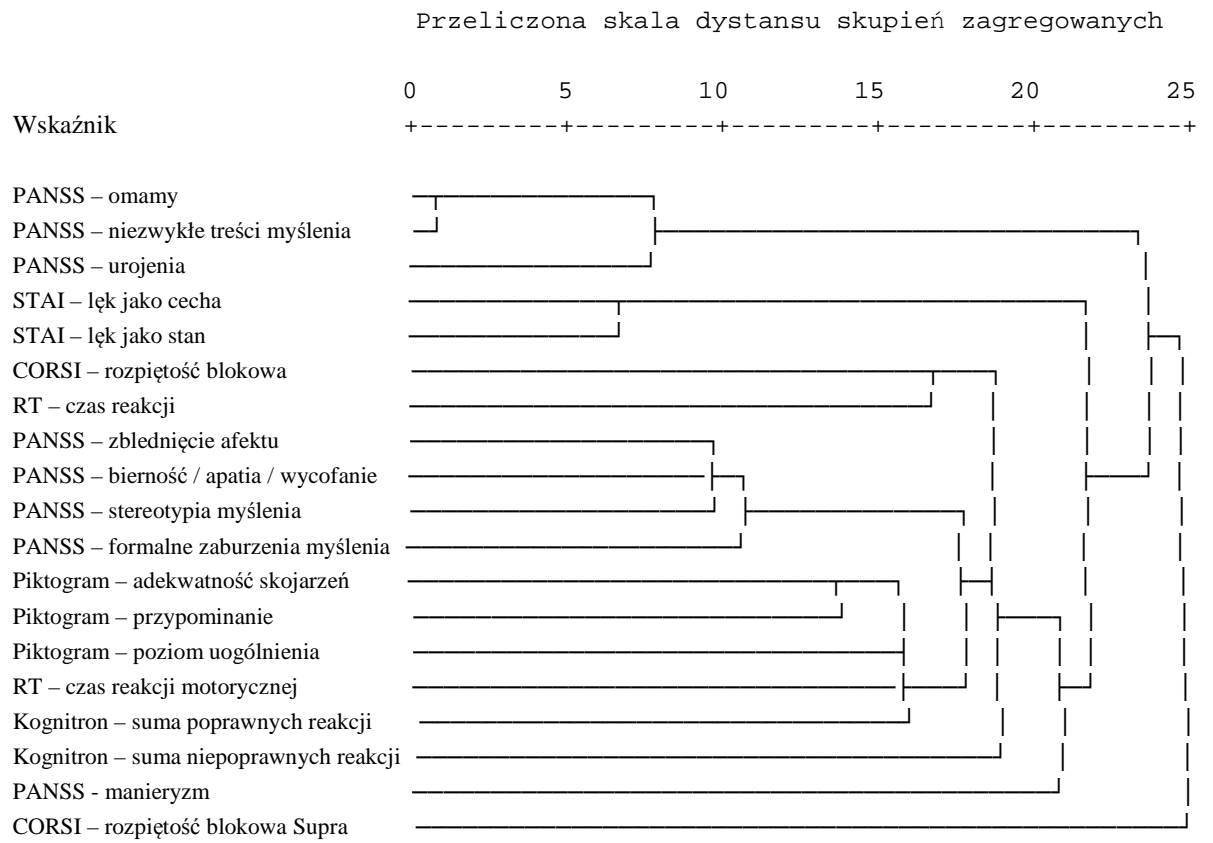 Przeliczona skala dystansu skupień zagregowanych
0 5 10 15 20 25
Wskaźnik
PANSS – omamy
PANSS – niezwykłe treści myślenia
PANSS – urojenia
STAI – lęk jako cecha
STAI – lęk jako stan
CORSI – rozpiętość blokowa
RT – czas reakcji
PANSS – zblednięcie afektu
PANSS – bierność / apatia / wycofanie
PANSS – stereotypia myślenia
PANSS – formalne zaburzenia myślenia
Piktogram – adekwatność skojarzeń
Piktogram – przypominanie
Piktogram – poziom uogólnienia
RT – czas reakcji motorycznej
Kognitron – suma poprawnych reakcji
Kognitron – suma niepoprawnych reakcji
PANSS - manieryzm
CORSI – rozpiętość blokowa Supra